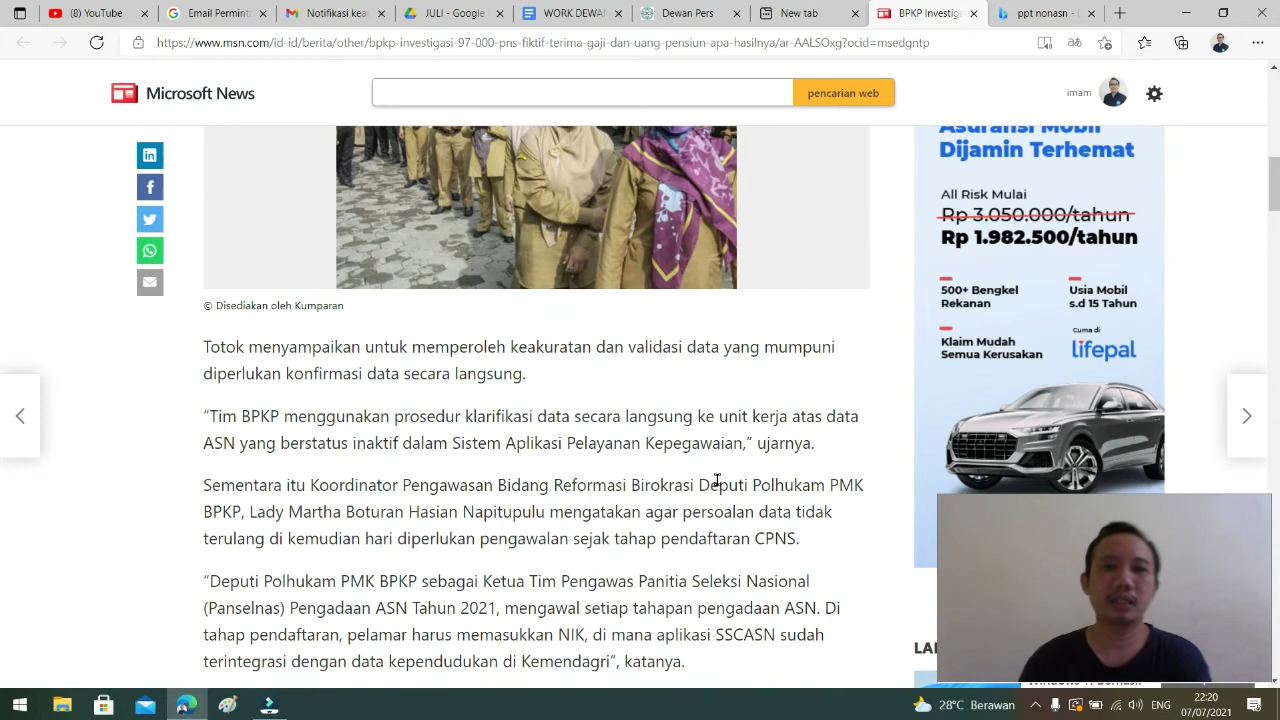 Yo
Email Pemb
Notifikasi kea
JULI - Google
WORK DEWA
Dewan Pers
New tab
BPKP Investig
ppt nonasn -
https://www.msn.com/id-id/berita/other/bpkp-investigasi-97-000-pns-fiktif-terima-gaji-dan-uang-pensiun-apa-hasilnya/ar-AALSOxg?ocid=msedgntp
Microsoft News
pencarian web
imam
© Disediakan oleh Kumparan
Totok menyampaikan untuk memperoleh keakuratan dan validasi data yang mumpuni
diperlukan konfirmasi data secara langsung.
“Tim BPKP menggunakan prosedur klarifikasi data secara langsung ke unit kerja atas data
ASN yang berstatus inaktif dalam Sistem Aplikasi Pelayanan Kepegawaian,” ujarnya.
Sementara itu Koordinator Pengawasan Bidang Reformasi Birokrasi Deputi Polhukam PMK
BPKP, Lady Martha Boturan Hasian Napitupulu mengatakan agar persoalan data tidak
terulang di kemudian hari diperlukan pengawalan sejak tahap pendaftaran CPNS.
“Deputi Polhukam PMK BPKP sebagai Ketua Tim Pengawas Panitia Seleksi Nasional
(Panselnas) Pengadaan ASN Tahun 2021, mengawal setiap tahapan pengadaan ASN. Di
tahap pendaftaran, pelamar harus memasukkan NIK, di mana aplikasi SSCASN sudah
terintegrasi dengan data kependudukan di Kemendagri”, katanya.
Asuransi Mobil
Dijamin Terhemat
All Risk Mulai
Rp 3.050.000/tahun
Rp 1.982.500/tahun
500+ Bengkel
Rekanan
Usia Mobil
s.d 15 Tahun
Klaim Mudah
Semua Kerusakan
Cuma di
lifepal
LAI
28°C Berawan
ENG
22:20
07/07/2021